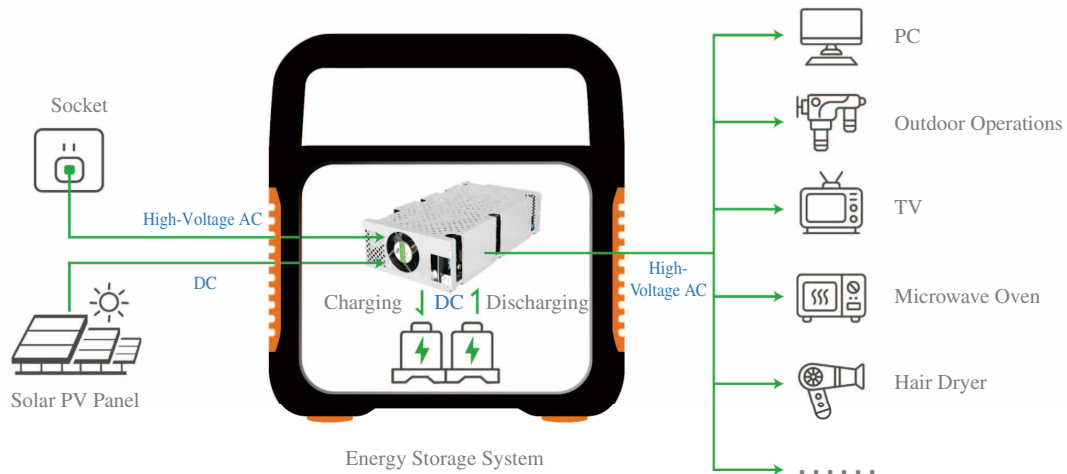 Socket
High-Voltage AC
DC
Solar PV Panel
Charging
DC
Discharging
Energy Storage System
High-
Voltage AC
PC
Outdoor Operations
TV
Microwave Oven
Hair Dryer
......